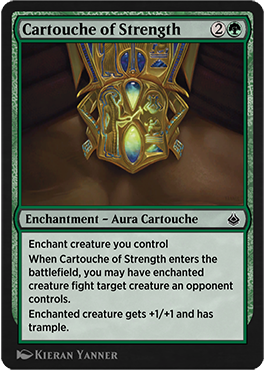 Cartouche of Strength 2
Enchantment – Aura Cartouche
Enchant creature you control
When Cartouche of Strength enters the
battlefield, you may have enchanted
creature fight target creature an opponent
controls.
Enchanted creature gets +1/+1 and has
trample.
Kieran Yanner